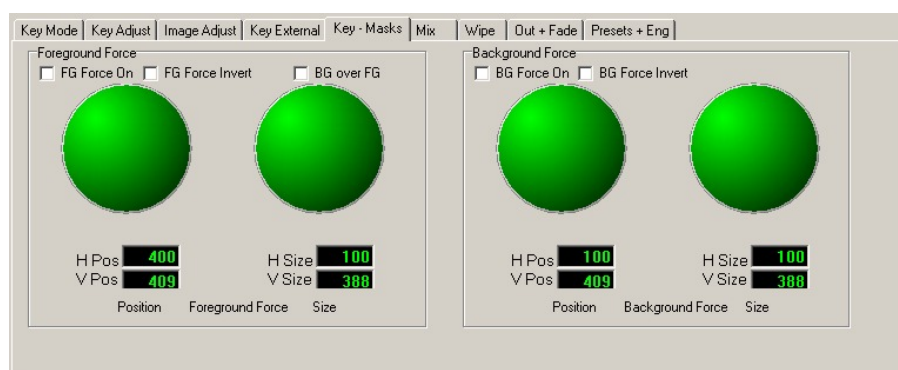 Key Mode Key Adjust Image Adjust Key External Key - Masks Mix Wipe Out + Fade Presets + Eng
Foreground Force
FG Force On FG Force Invert BG over FG
H Pos 400 H Size 100
V Pos 409 V Size 388
Position Foreground Force Size
Background Force
BG Force On BG Force Invert
H Pos 100 H Size 100
V Pos 409 V Size 388
Position Background Force Size